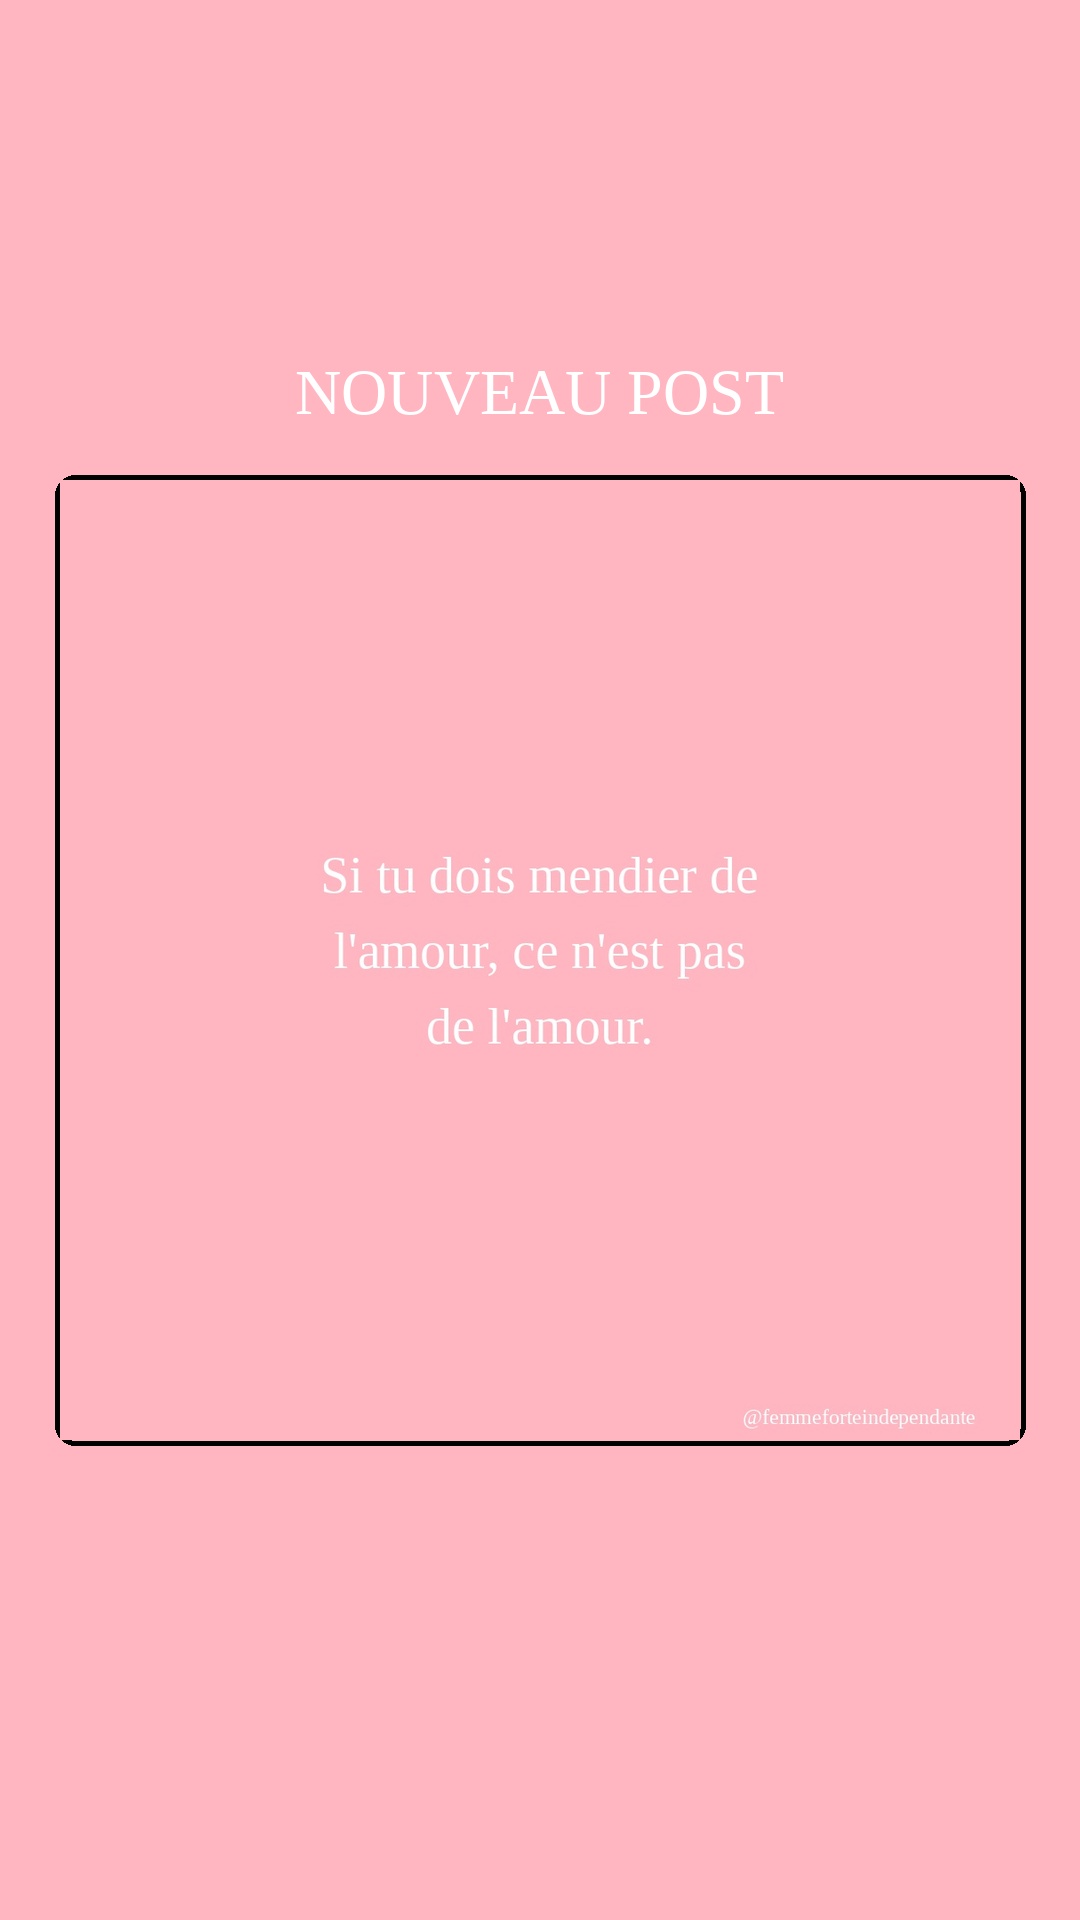 NOUVEAU POST
Si tu dois mendier de
l'amour, ce n'est pas
de l'amour.
@femmeforteindependante